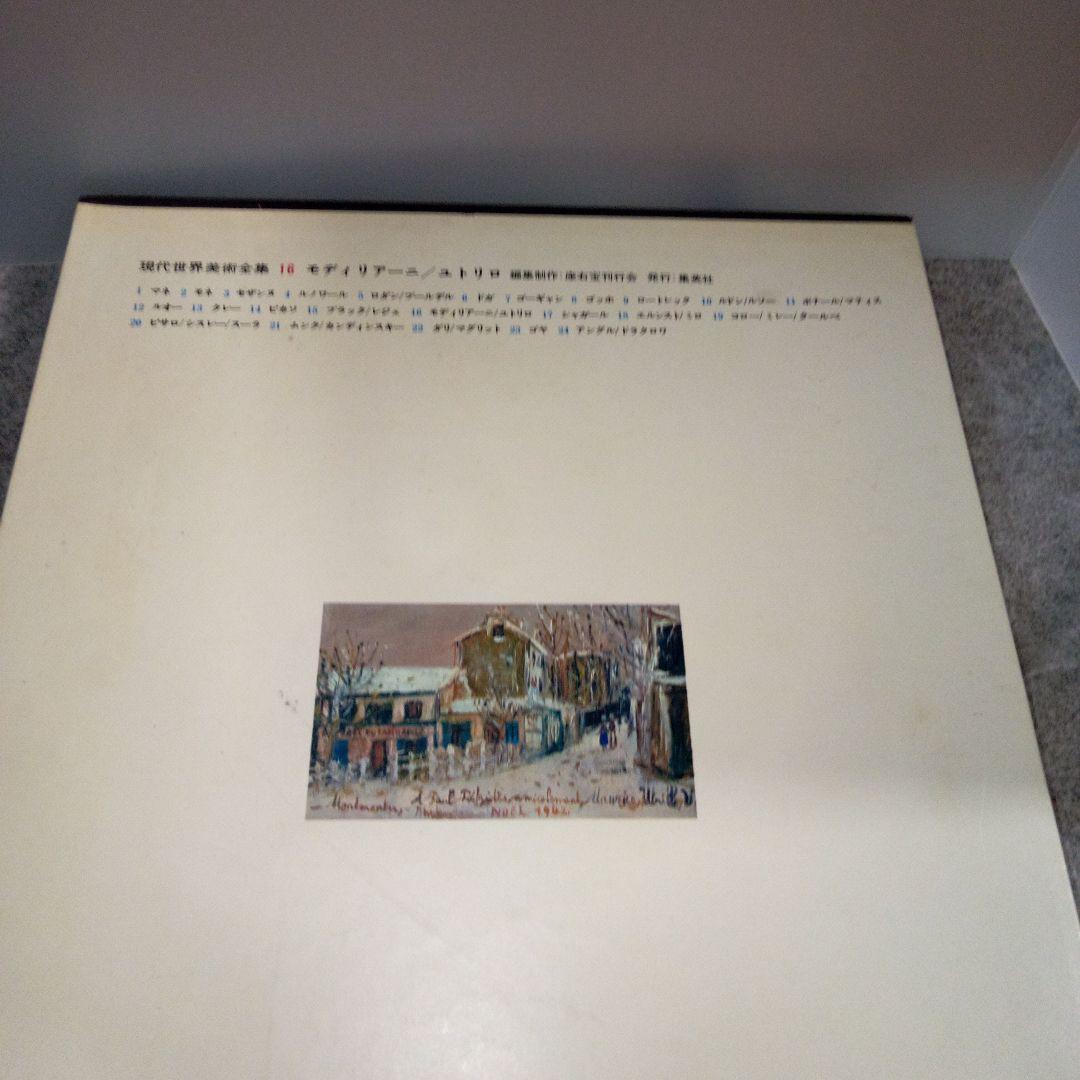 現代世界美術全集 16 モディリアーニ/ユトリロ 編集制作:座右宝刊行会 発行:集英社
1 マネ 2 モネ 3 セザンヌ 4 ルノワール 5 ロダン/ブールデル 6 ドガ 7 ゴーギャン 8 ゴッホ 9 ロートレック 10 ルドン/ルソー 11 ボナール/マティス
12 ルオー 13 クレー 14 ピカソ 15 ブラック/レジェ 16 モディリアーニ/ユトリロ 17 シャガール 18 エルンスト/ミロ 19 コロー/ミレー/クールベ
20 ピサロ/シスレー/スーラ 21 ムンク/カンディンスキー 22 ダリ/マグリット 23 ゴヤ 24 アングル/ドラクロワ
Maurice, Utrillo, V,
Montmartre, NOËL 1942